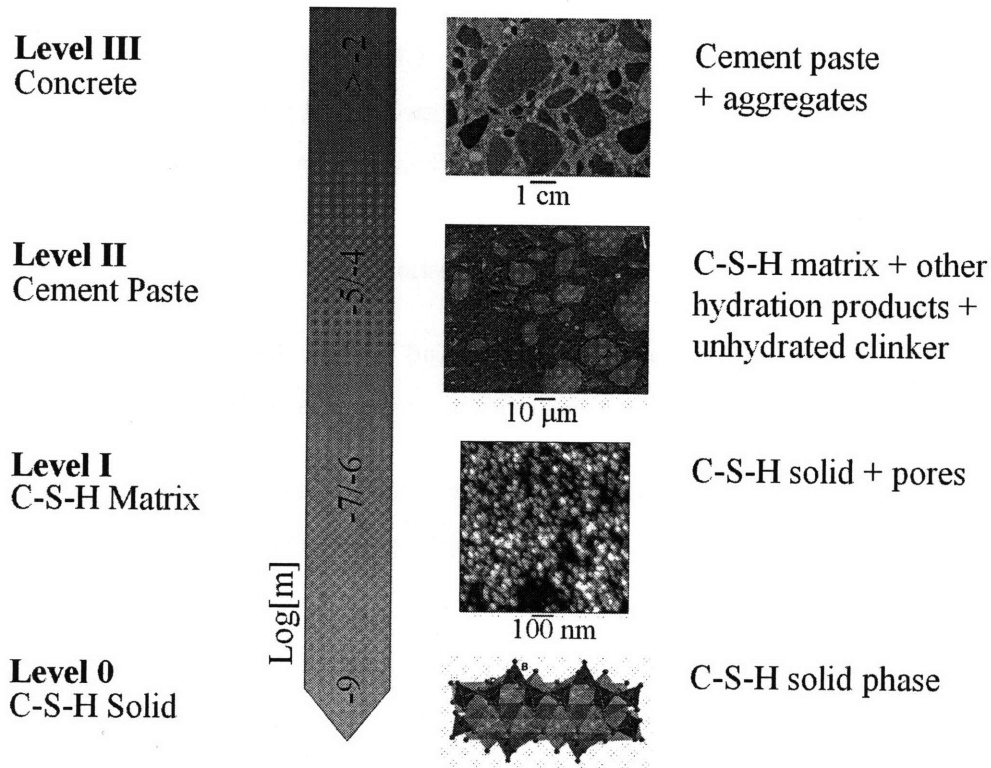 Level III
Concrete
> -2
Cement paste
+ aggregates
1 cm
Level II
Cement Paste
-5/-4
C-S-H matrix + other
hydration products +
unhydrated clinker
10 µm
Level I
C-S-H Matrix
-7/-6
C-S-H solid + pores
100 nm
Log[m]
Level 0
C-S-H Solid
-9
B
C-S-H solid phase